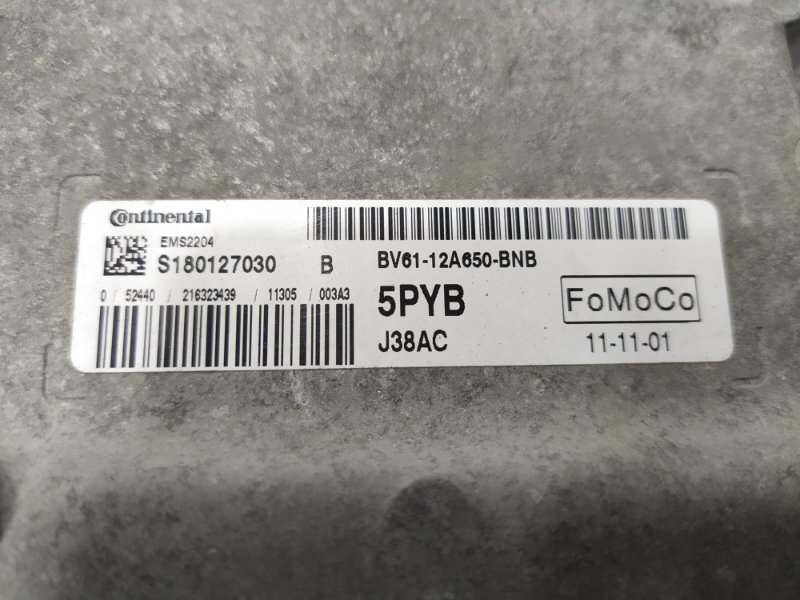 Continental
EMS2204
S180127030 B
0 / 52440 / 216323439 / 11305 / 003A3
BV61-12A650-BNB
5PYB
J38AC
FoMoCo
11-11-01